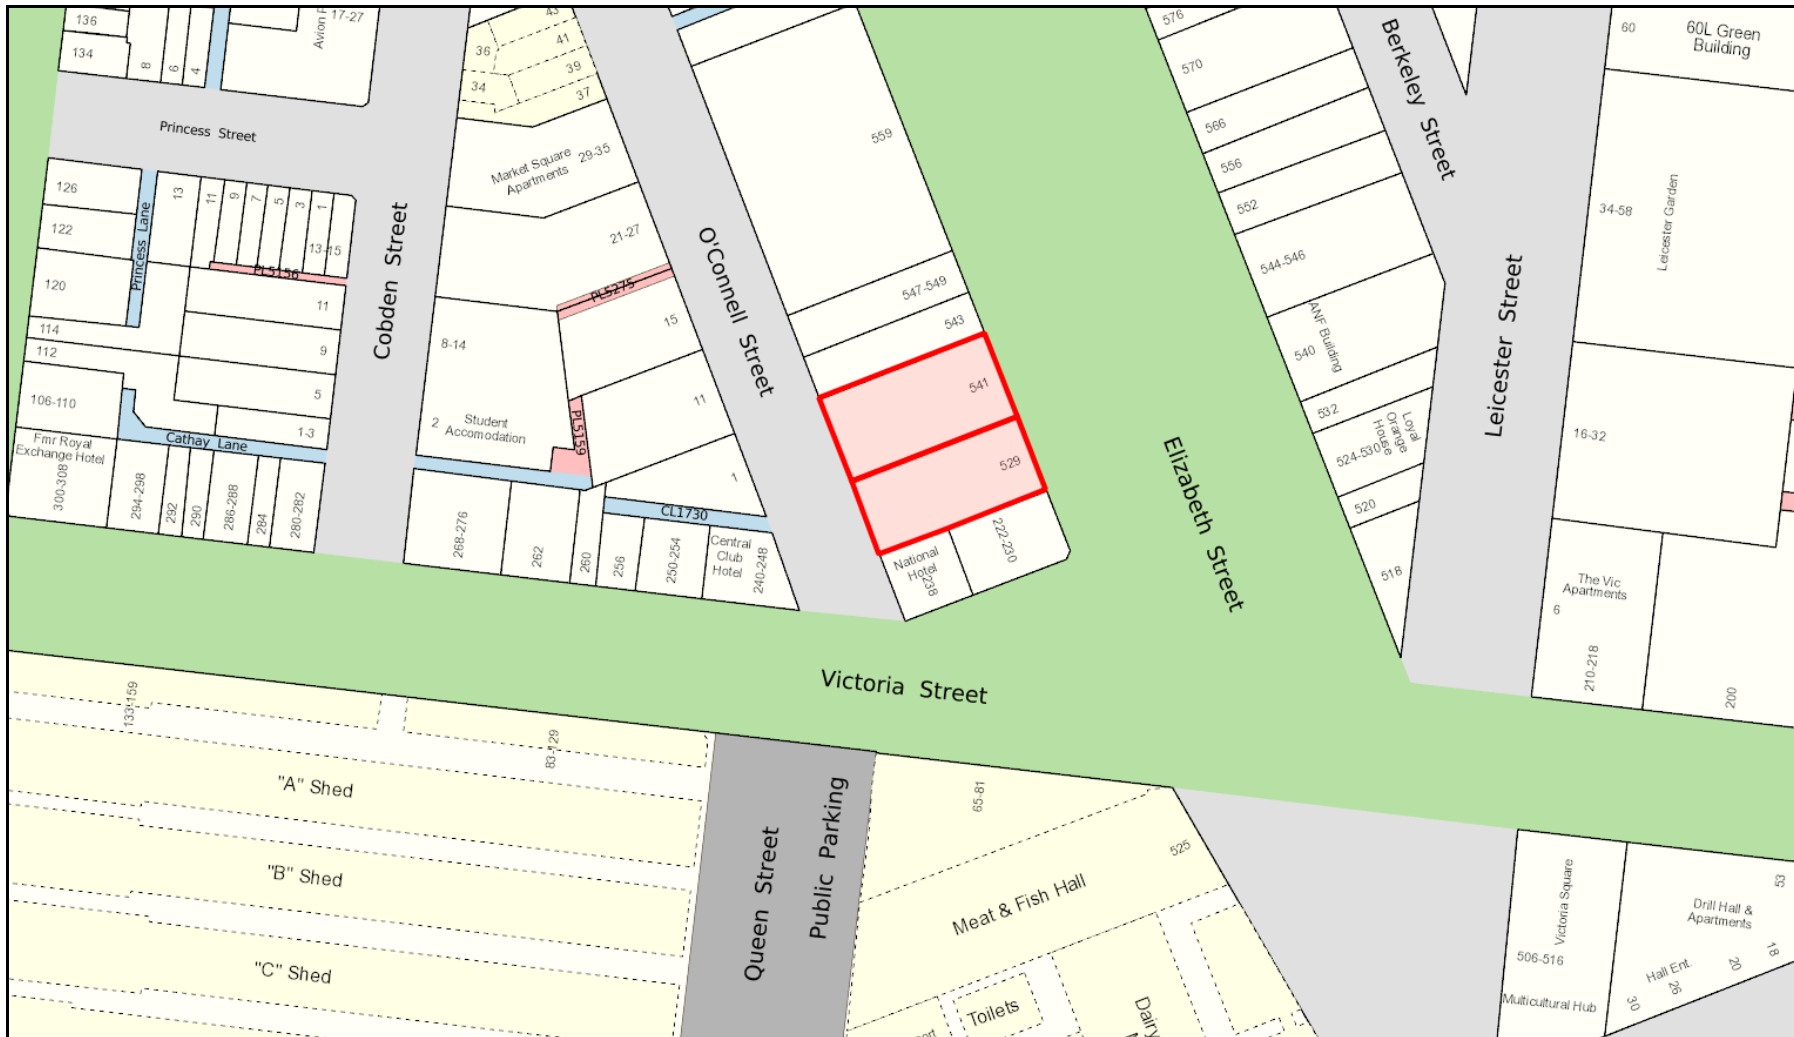 136
134
8
6
4
Avion
17-27
Princess Street
126
122
120
114
112
106-110
Fmr Royal
Exchange Hotel
300-308
Princess Lane
13
11
9
7
5
3
1
13-15
PL5156
11
9
5
1-3
Cathay Lane
294-298
292
290
286-288
284
280-282
Cobden Street
36
34
43
41
39
37
Market Square
Apartments
29-35
21-27
PL5275
15
8-14
2
Student
Accomodation
PL5159
11
1
CL1730
268-276
262
260
256
250-254
Central
Club
Hotel
240-248
O'Connell Street
559
547-549
543
541
529
National
Hotel
238
222-230
Elizabeth Street
Victoria Street
576
570
566
556
552
544-546
ANF Building
540
532
Loyal
Orange
House
524-530
520
518
Berkeley Street
Leicester Street
60
60L Green
Building
34-58
Leicester Garden
16-32
The Vic
Apartments
6
210-218
200
133-159
83-129
"A" Shed
"B" Shed
"C" Shed
Queen Street
Public Parking
65-81
525
Meat & Fish Hall
Toilets
Dairy
Victoria Square
506-516
Multicultural Hub
53
Drill Hall &
Apartments
18
20
Hall Ent.
26
30